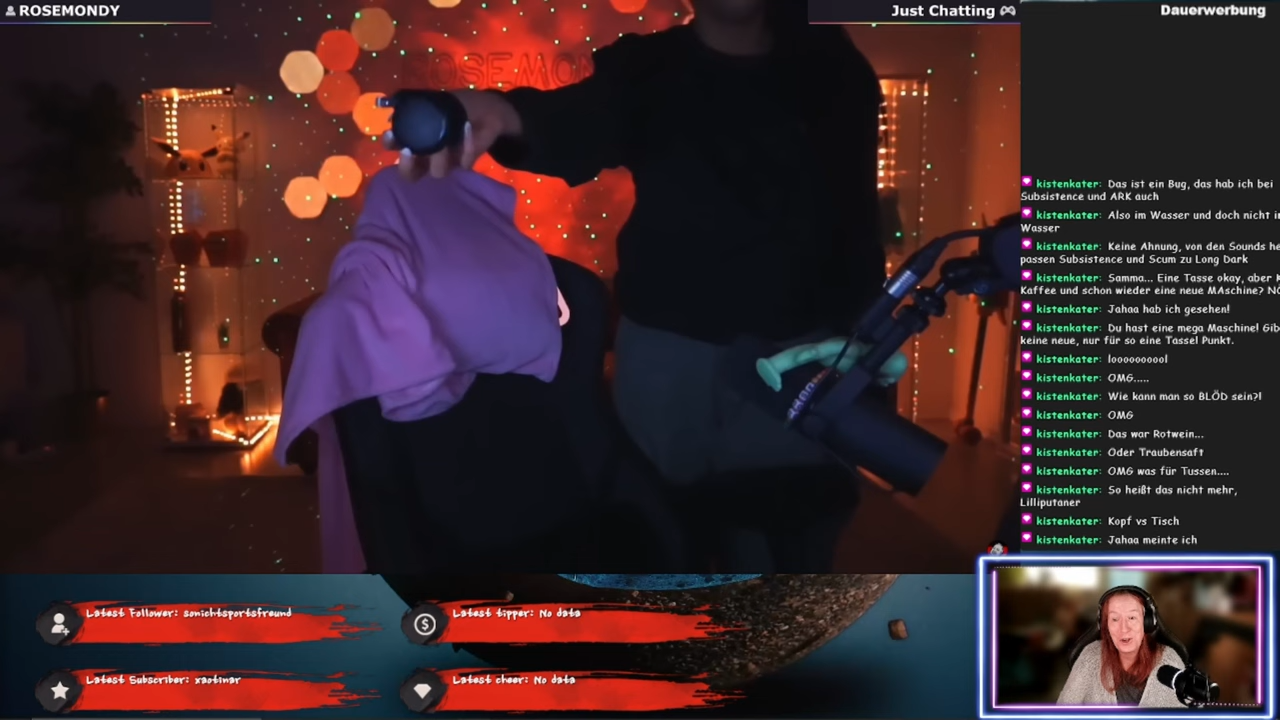 ROSEMONDY
Just Chatting
Dauerwerbung
ROSEMON
kistenkater: Das ist ein Bug, das hab ich bei
Subsistence und ARK auch
kistenkater: Also im Wasser und doch nicht
Wasser
kistenkater: Keine Ahnung, von den Sounds
passen Subsistence und Scum zu Long Dark
kistenkater: Samma... Eine Tasse okay, aber
Kaffee und schon wieder eine neue MAschine?
kistenkater: Jahaa hab ich gesehen!
kistenkater: Du hast eine mega Maschine!
keine neue, nur für so eine Tasse! Punkt.
kistenkater: loooooooool
kistenkater: OMG.....
kistenkater: Wie kann man so BLÖD sein?!
kistenkater: OMG
kistenkater: Das war Rotwein...
kistenkater: Oder Traubensaft
kistenkater: OMG was für Tussen....
kistenkater: So heißt das nicht mehr,
Lilliputaner
kistenkater: Kopf vs Tisch
kistenkater: Jahaa meinte ich
Latest Follower: sonichtsportsfreund
Latest tipper: No data
Latest Subscriber: xactinar
Latest cheer: No data